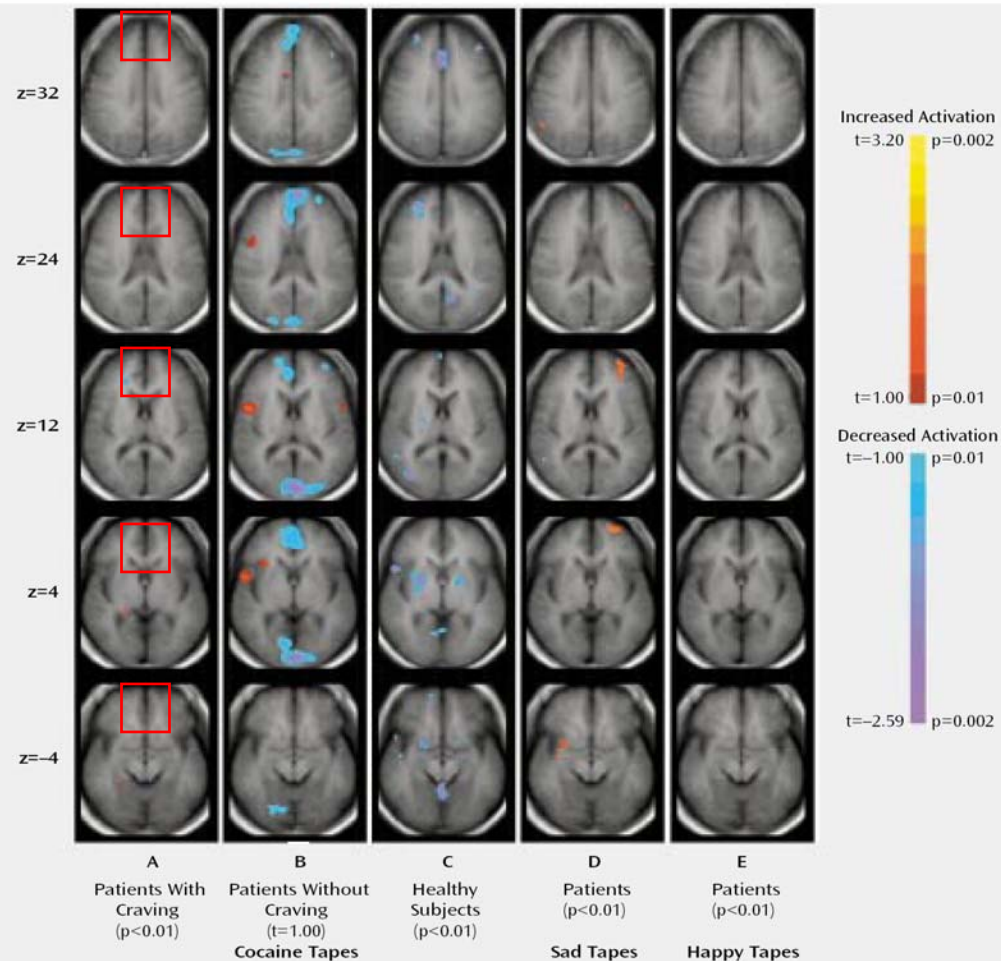 z=32
z=24
z=12
z=4
z=-4
Increased Activation
t=3.20 p=0.002
t=1.00 p=0.01
Decreased Activation
t=-1.00 p=0.01
t=-2.59 p=0.002
A
Patients With
Craving
(p<0.01)
B
Patients Without
Craving
(t=1.00)
Cocaine Tapes
C
Healthy
Subjects
(p<0.01)
D
Patients
(p<0.01)
Sad Tapes
E
Patients
(p<0.01)
Happy Tapes